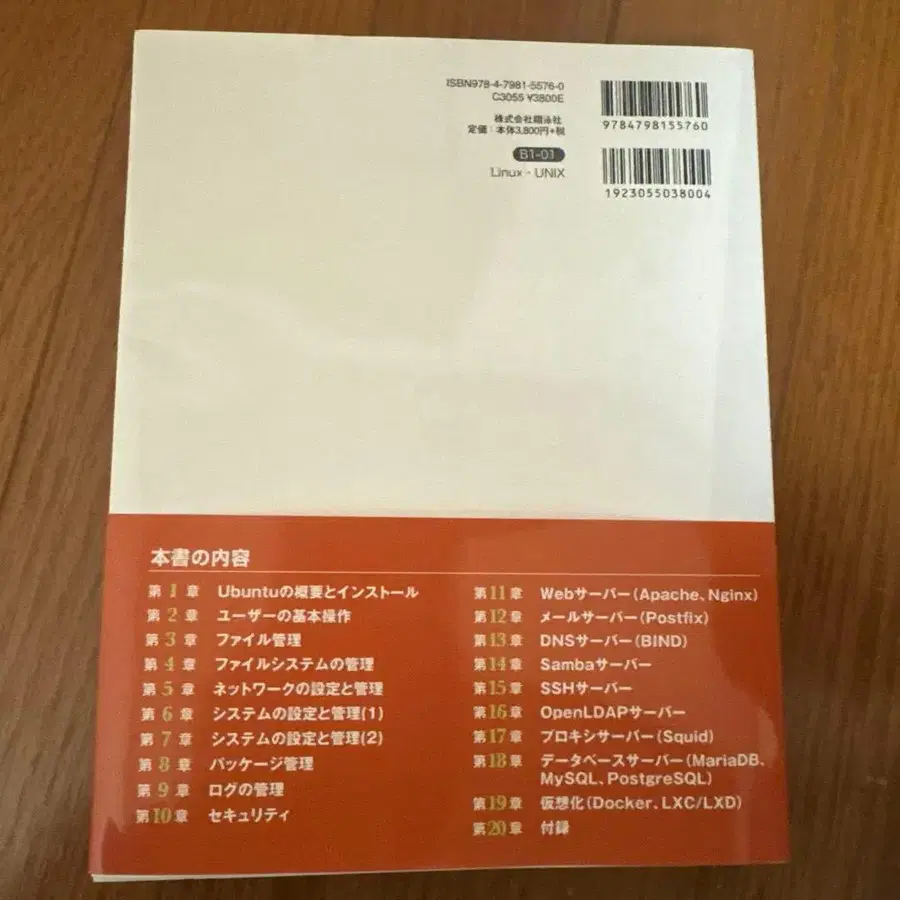 ISBN978-4-7981-5576-0
C3055 ¥3800E
株式会社翔泳社
定価:本体3,800円+税
B1-01
Linux・UNIX
9784798155760
1923055038004
本書の内容
第1章 Ubuntuの概要とインストール
第2章 ユーザーの基本操作
第3章 ファイル管理
第4章 ファイルシステムの管理
第5章 ネットワークの設定と管理
第6章 システムの設定と管理(1)
第7章 システムの設定と管理(2)
第8章 パッケージ管理
第9章 ログの管理
第10章 セキュリティ
第11章 Webサーバー(Apache、Nginx)
第12章 メールサーバー(Postfix)
第13章 DNSサーバー(BIND)
第14章 Sambaサーバー
第15章 SSHサーバー
第16章 OpenLDAPサーバー
第17章 プロキシサーバー(Squid)
第18章 データベースサーバー(MariaDB、
MySQL、PostgreSQL)
第19章 仮想化(Docker、LXC/LXD)
第20章 付録